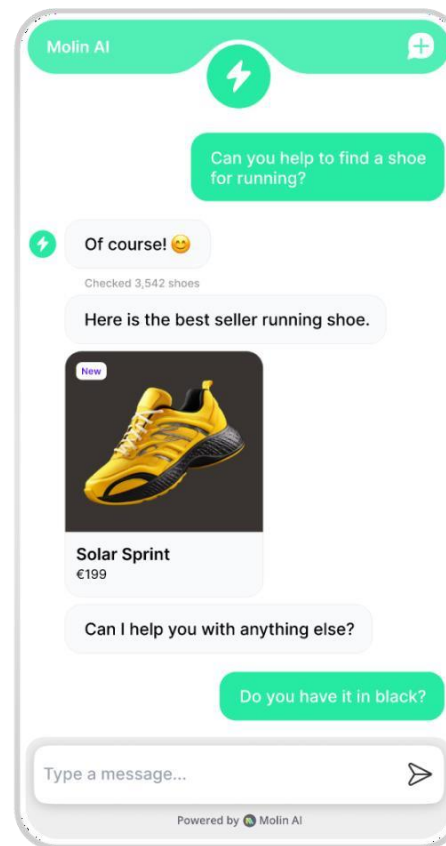 Molin AI
Can you help to find a shoe
for running?
Of course! 😊
Checked 3,542 shoes
Here is the best seller running shoe.
New
Solar Sprint
€199
Can I help you with anything else?
Do you have it in black?
Type a message...
Powered by Molin AI